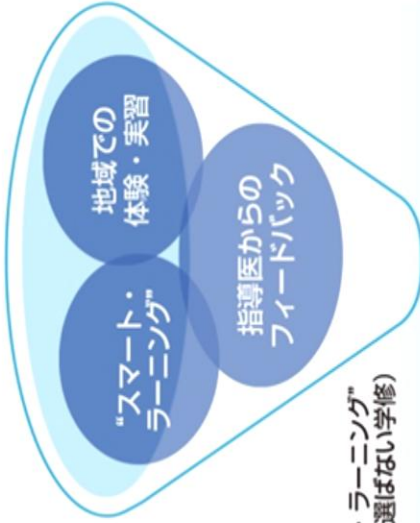 “スマート・
ラーニング”
地域での
体験・実習
指導医からの
フィードバック
ラーニング”
選ばない学修）